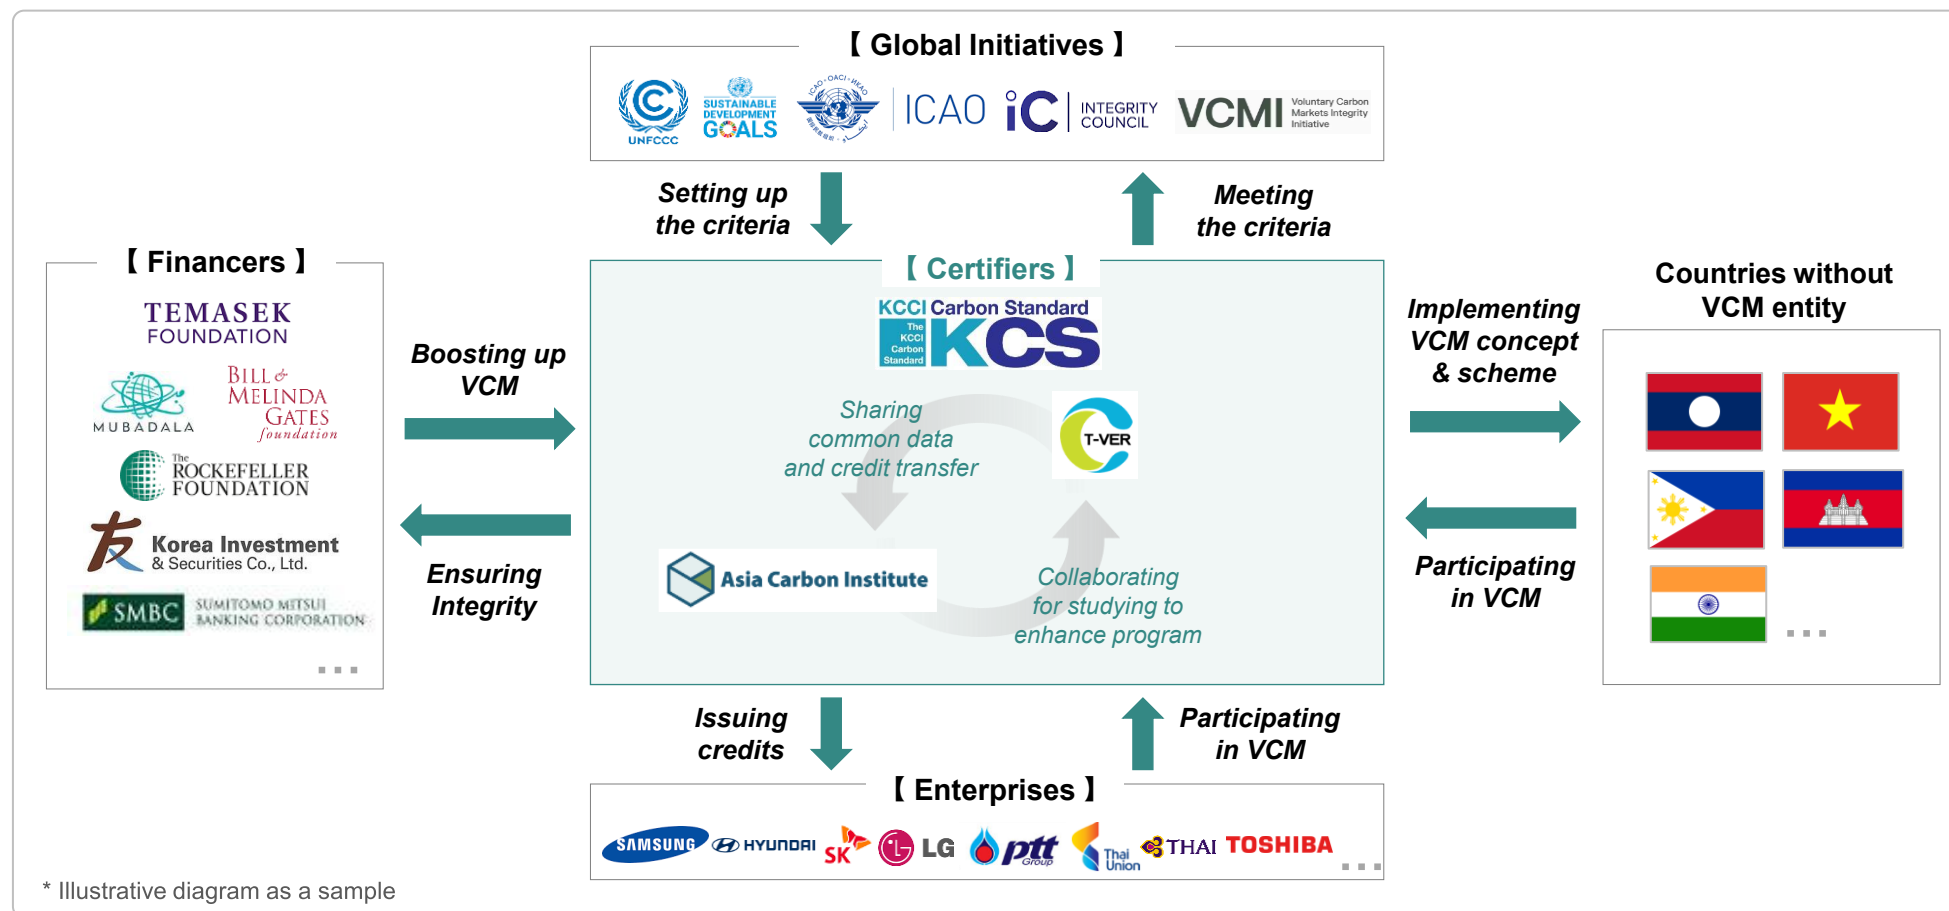 【 Global Initiatives 】
UNFCCC
SUSTAINABLE
DEVELOPMENT
GOALS
ICAO · OACI · ИКАО
ICAO
iC
INTEGRITY
COUNCIL
VCMI
Voluntary Carbon
Markets Integrity
Initiative
Setting up
the criteria
Meeting
the criteria
【 Financers 】
TEMASEK
FOUNDATION
MUBADALA
BILL &
MELINDA
GATES
foundation
The
ROCKEFELLER
FOUNDATION
Korea Investment
& Securities Co., Ltd.
SMBC
SUMITOMO MITSUI
BANKING CORPORATION
...
Boosting up
VCM
Ensuring
Integrity
【 Certifiers 】
KCCI Carbon Standard
The
KCCI
Carbon
Standard
KCS
Sharing
common data
and credit transfer
T-VER
Asia Carbon Institute
Collaborating
for studying to
enhance program
Implementing
VCM concept
& scheme
Participating
in VCM
Countries without
VCM entity
...
Issuing
credits
Participating
in VCM
【 Enterprises 】
SAMSUNG
HYUNDAI
SK
LG
ptt
Group
Thai
Union
THAI
TOSHIBA
...
* Illustrative diagram as a sample